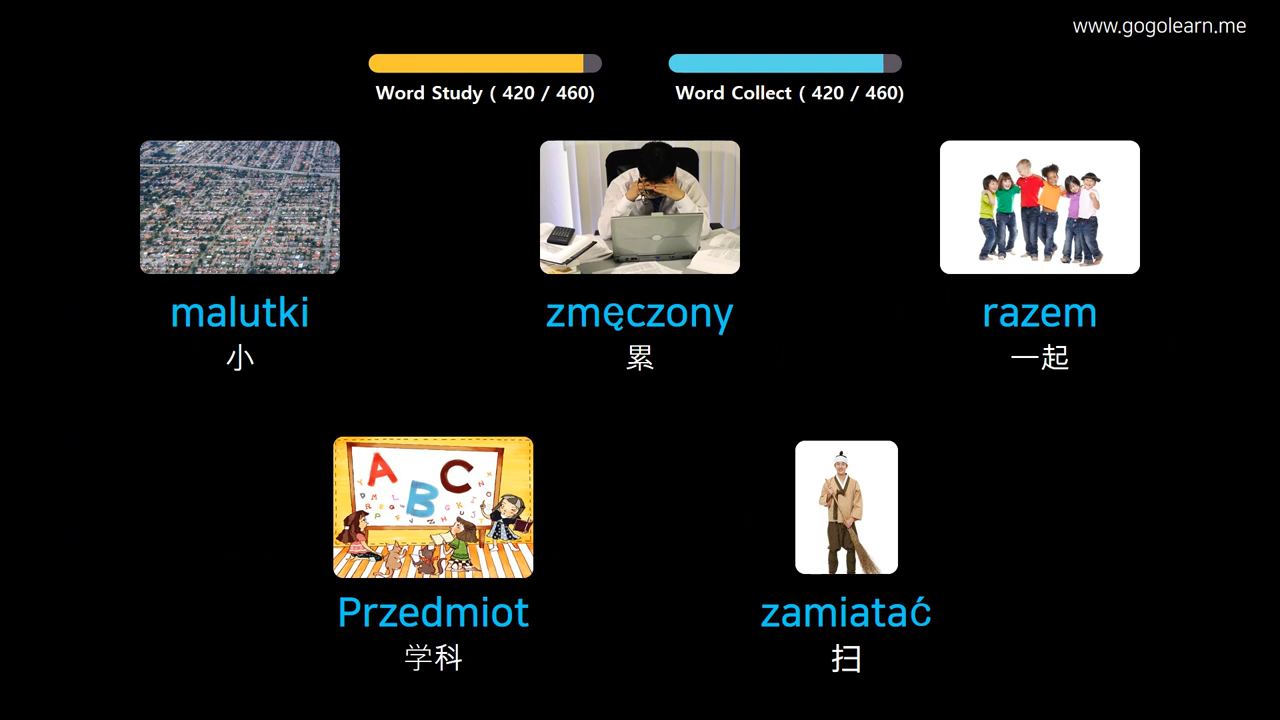 www.gogolearn.me
Word Study ( 420 / 460)
Word Collect ( 420 / 460)
malutki
小
zmęczony
累
razem
一起
A B C
Przedmiot
学科
zamiatać
扫